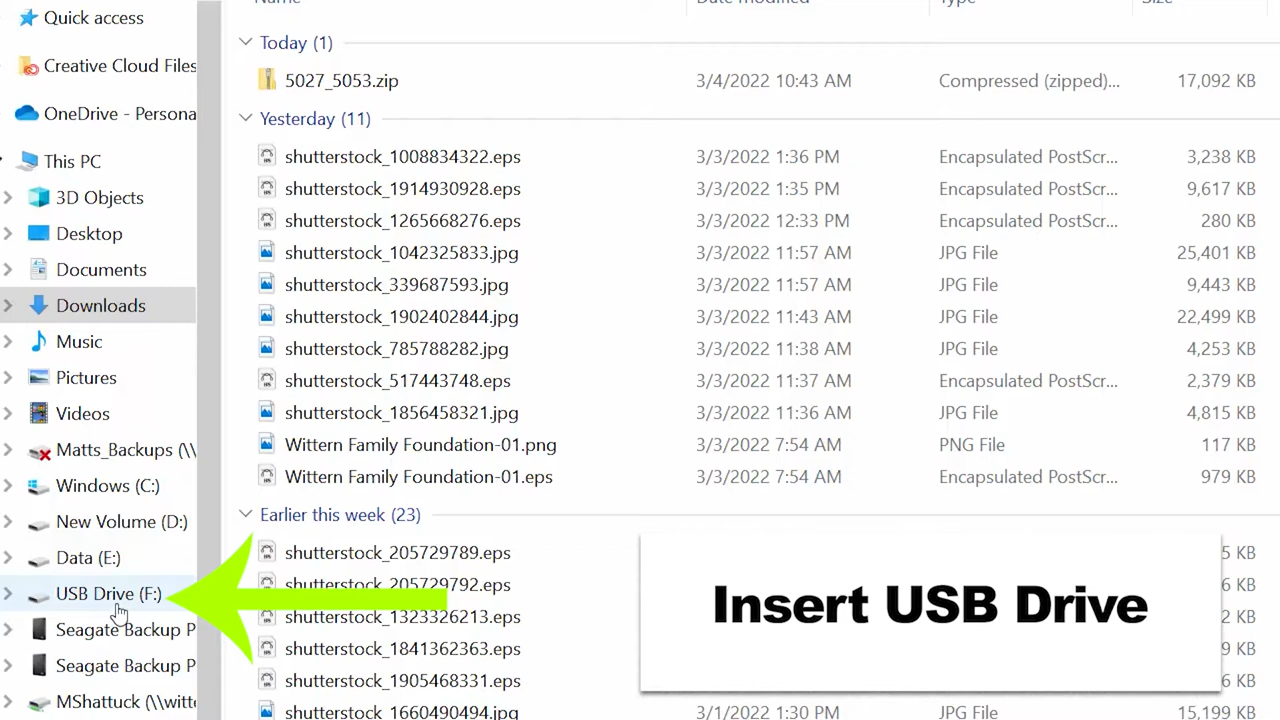 Name Date modified Type Size
Quick access
Creative Cloud Files
OneDrive - Persona
This PC
3D Objects
Desktop
Documents
Downloads
Music
Pictures
Videos
Matts_Backups (\\
Windows (C:)
New Volume (D:)
Data (E:)
USB Drive (F:)
Seagate Backup P
Seagate Backup P
MShattuck (\\witte
Today (1)
5027_5053.zip 3/4/2022 10:43 AM Compressed (zipped)... 17,092 KB
Yesterday (11)
shutterstock_1008834322.eps 3/3/2022 1:36 PM Encapsulated PostScr... 3,238 KB
shutterstock_1914930928.eps 3/3/2022 1:35 PM Encapsulated PostScr... 9,617 KB
shutterstock_1265668276.eps 3/3/2022 12:33 PM Encapsulated PostScr... 280 KB
shutterstock_1042325833.jpg 3/3/2022 11:57 AM JPG File 25,401 KB
shutterstock_339687593.jpg 3/3/2022 11:57 AM JPG File 9,443 KB
shutterstock_1902402844.jpg 3/3/2022 11:43 AM JPG File 22,499 KB
shutterstock_785788282.jpg 3/3/2022 11:38 AM JPG File 4,253 KB
shutterstock_517443748.eps 3/3/2022 11:37 AM Encapsulated PostScr... 2,379 KB
shutterstock_1856458321.jpg 3/3/2022 11:36 AM JPG File 4,815 KB
Wittern Family Foundation-01.png 3/3/2022 7:54 AM PNG File 117 KB
Wittern Family Foundation-01.eps 3/3/2022 7:54 AM Encapsulated PostScr... 979 KB
Earlier this week (23)
shutterstock_205729789.eps 5 KB
shutterstock_205729792.eps 6 KB
shutterstock_1323326213.eps 2 KB
shutterstock_1841362363.eps 9 KB
shutterstock_1905468331.eps 6 KB
shutterstock_1660490494.jpg 3/1/2022 1:30 PM JPG File 15,199 KB
Insert USB Drive